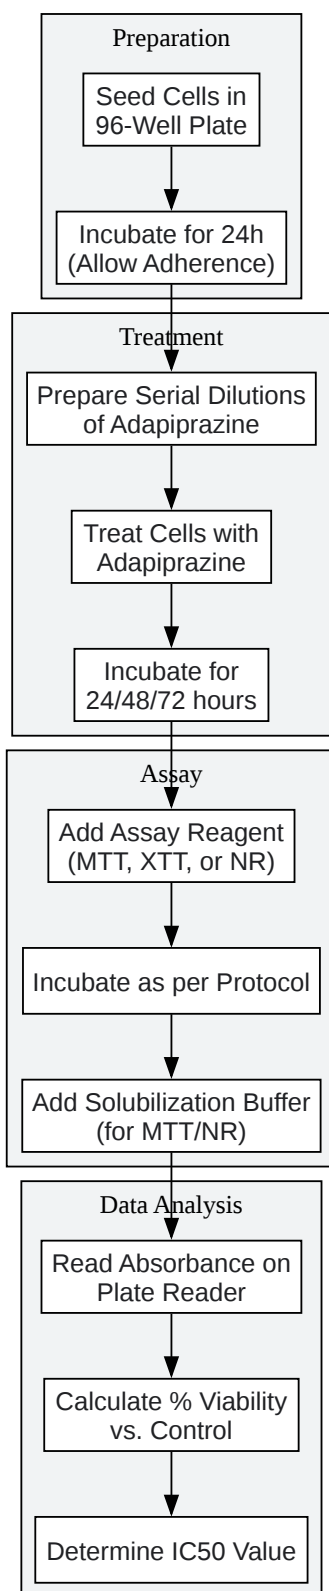 Preparation
Seed Cells in
96-Well Plate
Incubate for 24h
(Allow Adherence)
Treatment
Prepare Serial Dilutions
of Adapiprazine
Treat Cells with
Adapiprazine
Incubate for
24/48/72 hours
Assay
Add Assay Reagent
(MTT, XTT, or NR)
Incubate as per Protocol
Add Solubilization Buffer
(for MTT/NR)
Data Analysis
Read Absorbance on
Plate Reader
Calculate % Viability
vs. Control
Determine IC50 Value